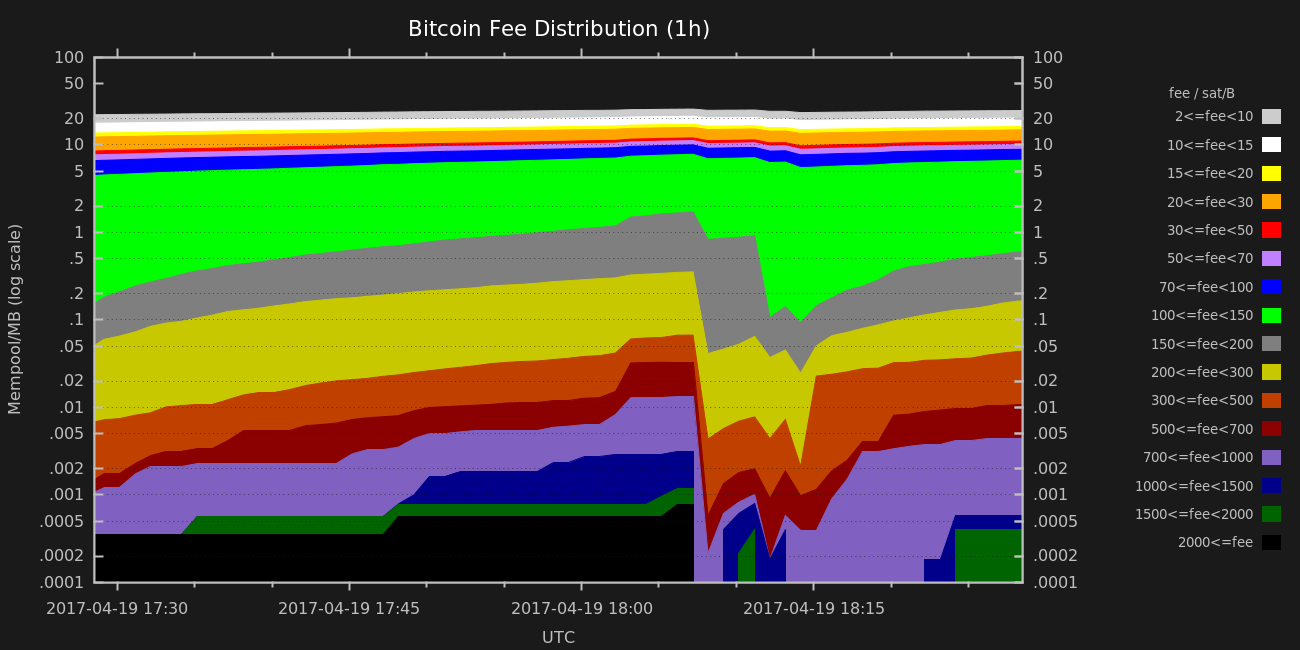 Bitcoin Fee Distribution (1h)
100 100
50 50
20 20
10 10
5 5
2 2
1 1
.5 .5
.2 .2
.1 .1
.05 .05
.02 .02
.01 .01
.005 .005
.002 .002
.001 .001
.0005 .0005
.0002 .0002
.0001 .0001
Mempool/MB (log scale)
2017-04-19 17:30 2017-04-19 17:45 2017-04-19 18:00 2017-04-19 18:15
UTC
fee / sat/B
2<=fee<10
10<=fee<15
15<=fee<20
20<=fee<30
30<=fee<50
50<=fee<70
70<=fee<100
100<=fee<150
150<=fee<200
200<=fee<300
300<=fee<500
500<=fee<700
700<=fee<1000
1000<=fee<1500
1500<=fee<2000
2000<=fee